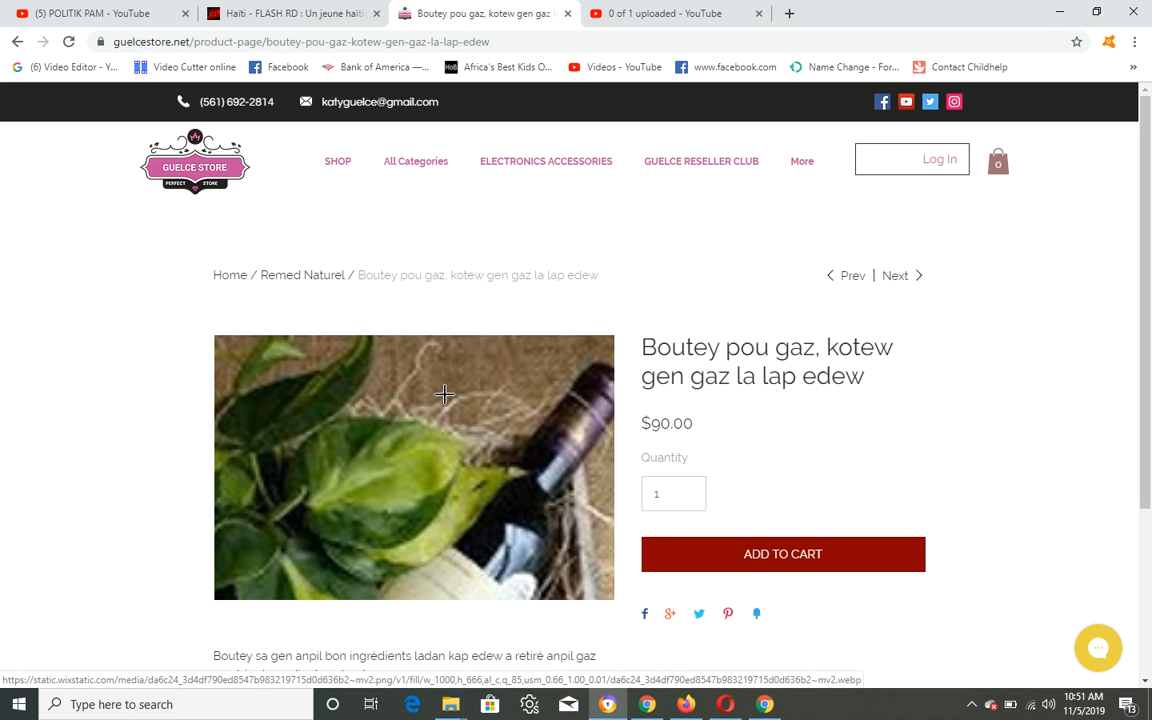 (5) POLITIK PAM - YouTube
Haïti - FLASH RD : Un jeune haïtie
Boutey pou gaz, kotew gen gaz l
0 of 1 uploaded - YouTube
guelcestore.net/product-page/boutey-pou-gaz-kotew-gen-gaz-la-lap-edew
(6) Video Editor - Y...
Video Cutter online
Facebook
Bank of America —...
Africa's Best Kids O...
Videos - YouTube
www.facebook.com
Name Change - For...
Contact Childhelp
(561) 692-2814
katyguelce@gmail.com
GUELCE STORE
PERFECT STORE
SHOP
All Categories
ELECTRONICS ACCESSORIES
GUELCE RESELLER CLUB
More
Log In
0
Home / Remed Naturel / Boutey pou gaz, kotew gen gaz la lap edew
Prev | Next
Boutey pou gaz, kotew
gen gaz la lap edew
$90.00
Quantity
1
ADD TO CART
Boutey sa gen anpil bon ingrédients ladan kap edew a retiré anpil gaz
https://static.wixstatic.com/media/da6c24_3d4df790ed8547b983219715d0d636b2~mv2.png/v1/fill/w_1000,h_666,al_c,q_85,usm_0.66_1.00_0.01/da6c24_3d4df790ed8547b983219715d0d636b2~mv2.webp
Type here to search
10:51 AM
11/5/2019
13